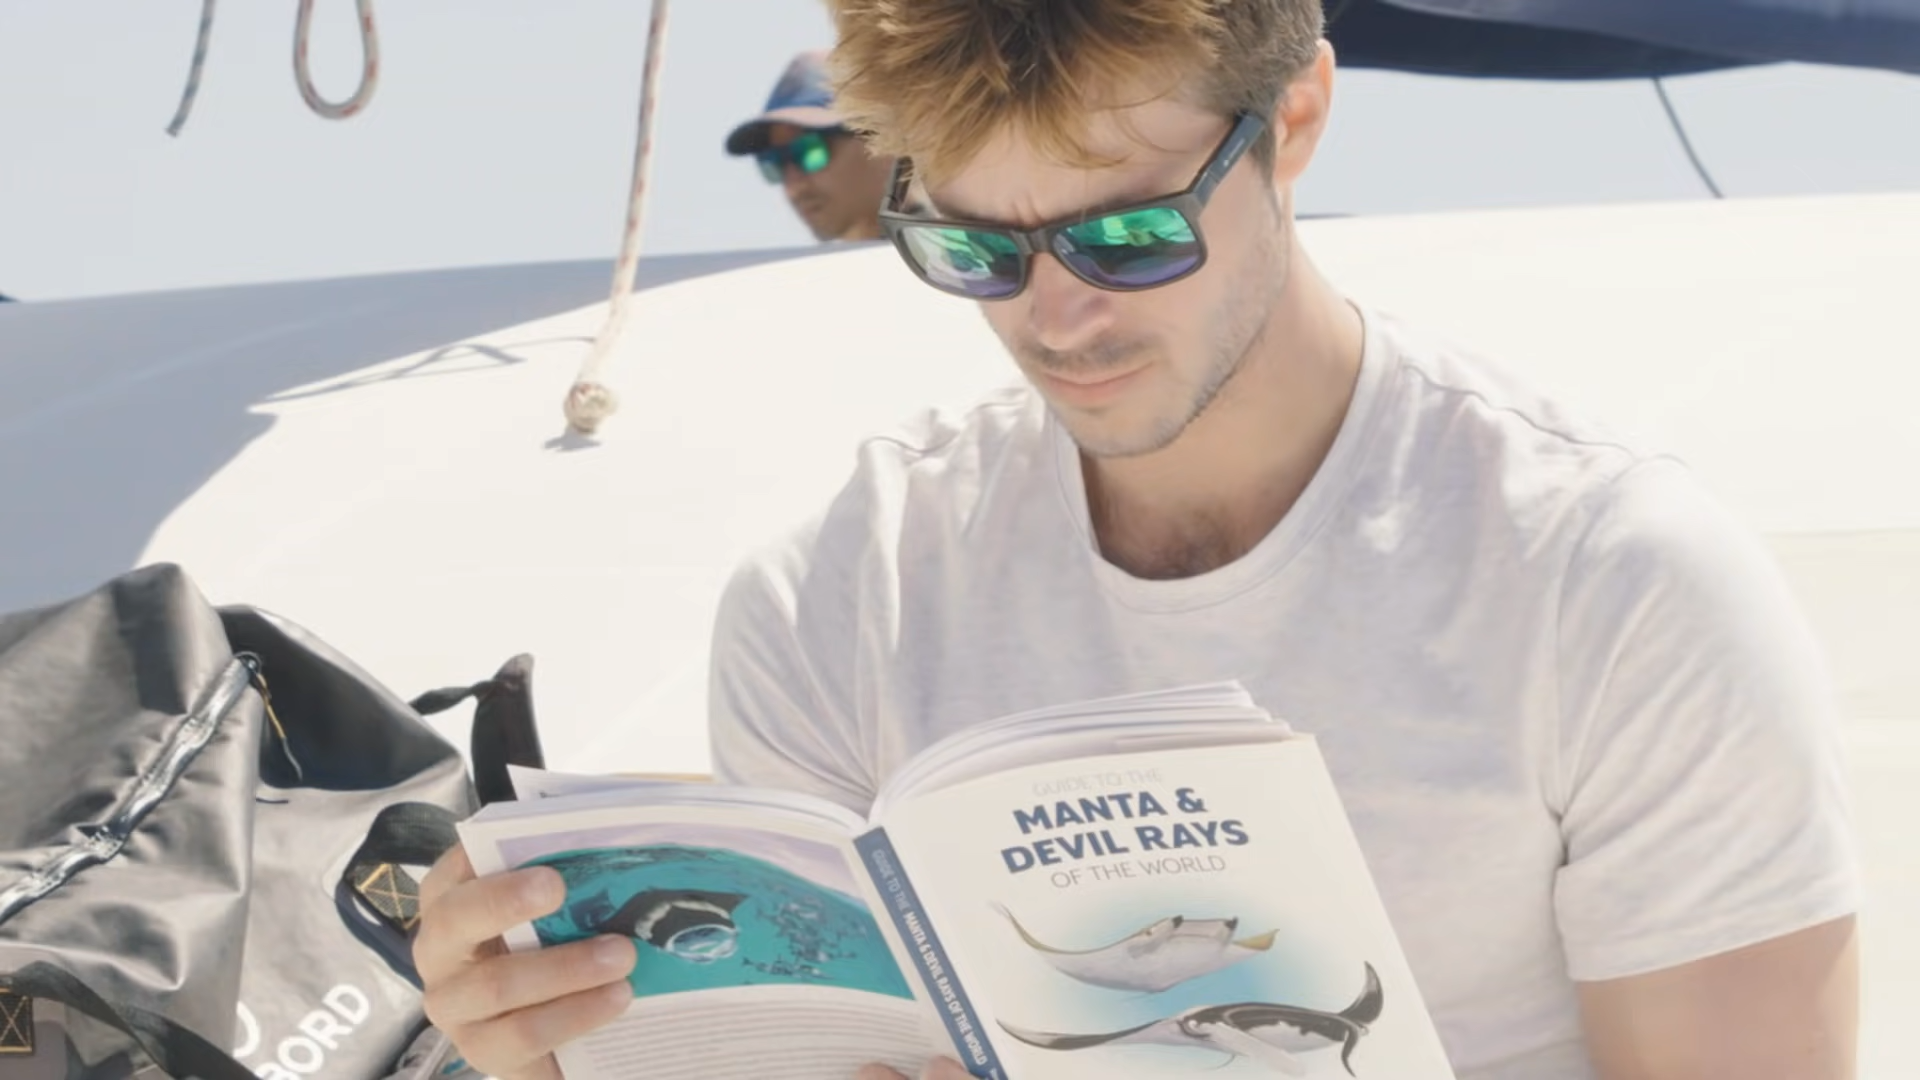 GUIDE TO THE
MANTA &
DEVIL RAYS
OF THE WORLD
GUIDE TO THE MANTA & DEVIL RAYS OF THE WORLD
BORD